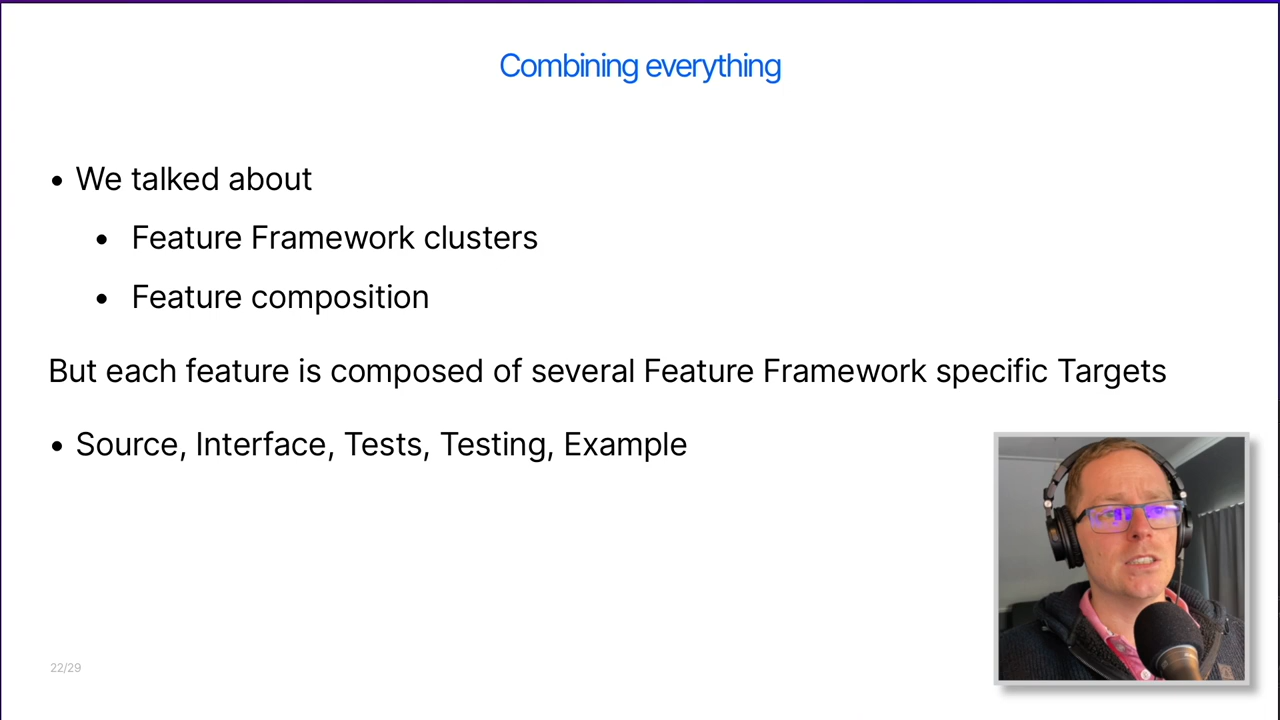 Combining everything
• We talked about
• Feature Framework clusters
• Feature composition
But each feature is composed of several Feature Framework specific Targets
• Source, Interface, Tests, Testing, Example
22/29